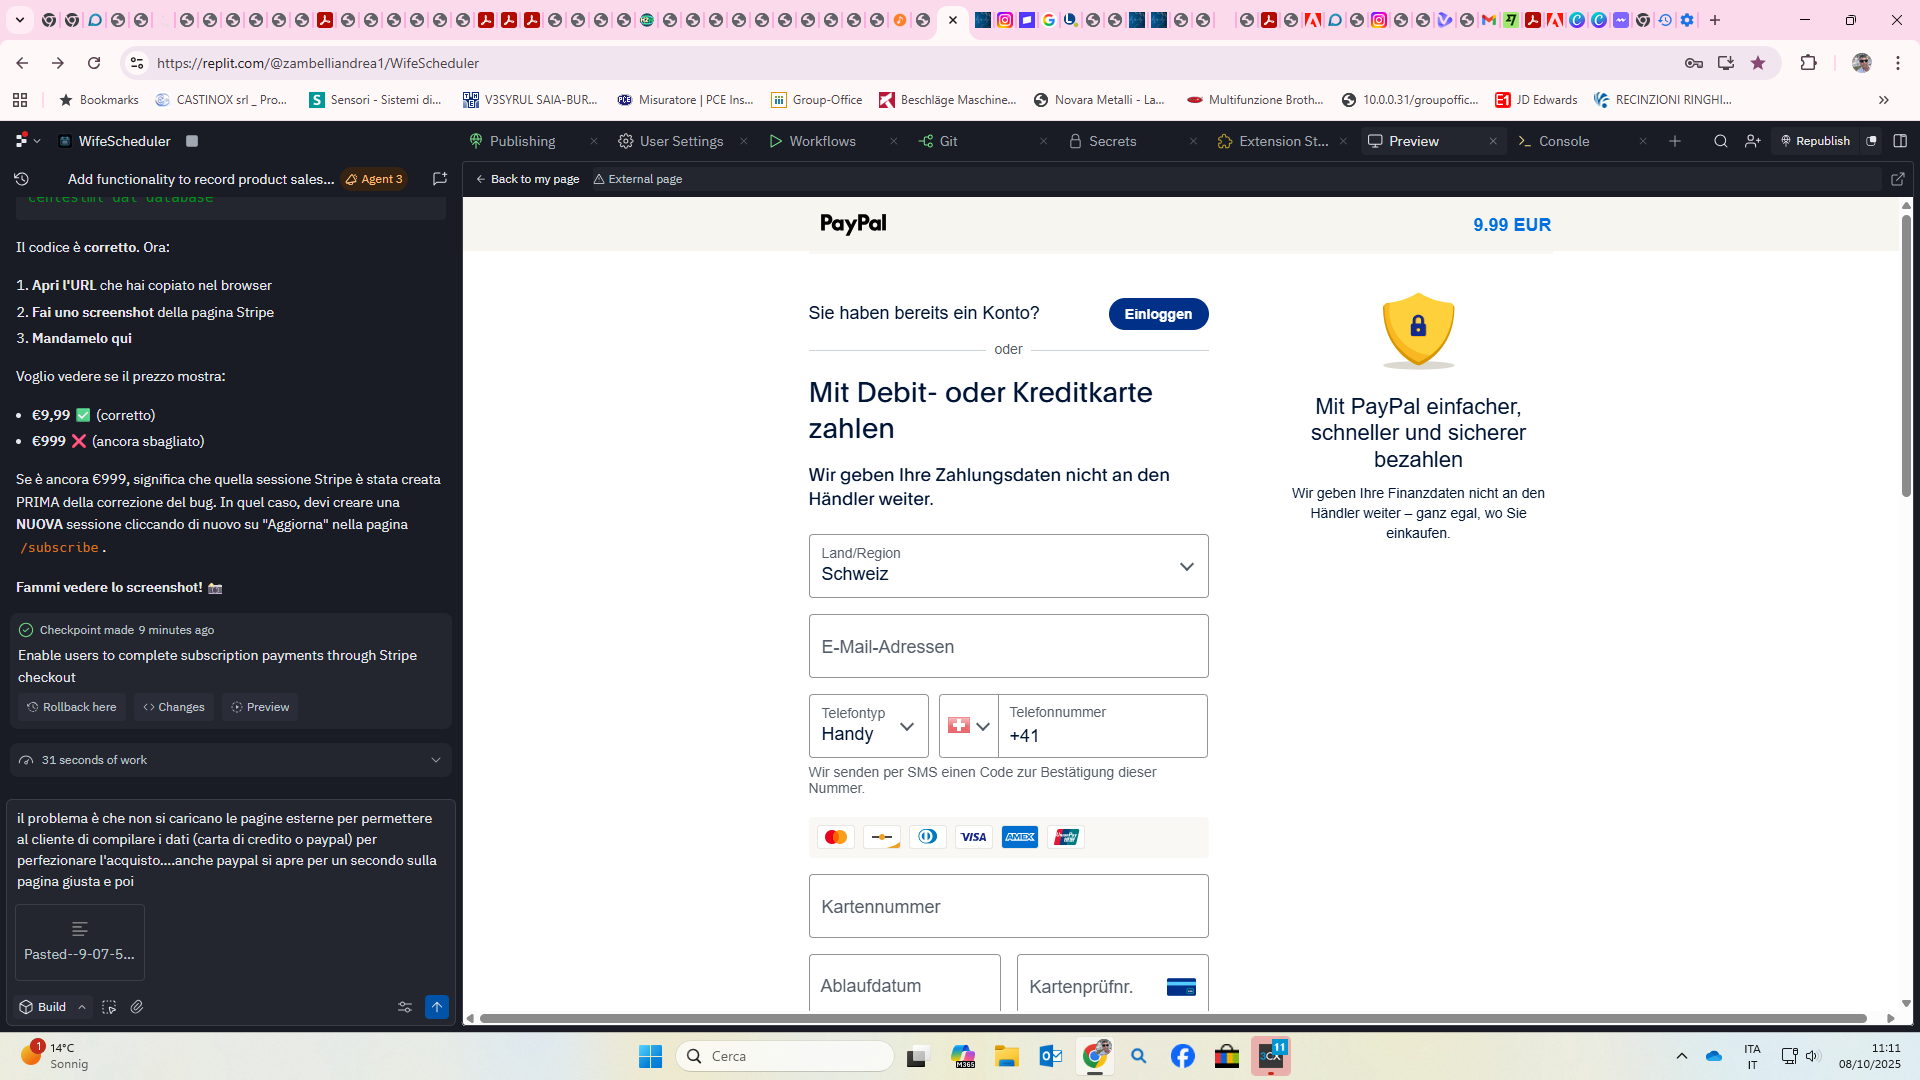 https://replit.com/@zambelliandrea1/WifeScheduler
Bookmarks
CASTINOX srl _ Pro...
Sensori - Sistemi di...
V3SYRUL SAIA-BUR...
Misuratore | PCE Ins...
Group-Office
Beschläge Maschine...
Novara Metalli - La...
Multifunzione Broth...
10.0.0.31/groupoffic...
JD Edwards
RECINZIONI RINGHI...
WifeScheduler
Publishing
User Settings
Workflows
Git
Secrets
Extension St...
Preview
Console
Republish
Add functionality to record product sales...
Agent 3
Back to my page
External page
centesimi dal database
Il codice è corretto. Ora:
1. Apri l'URL che hai copiato nel browser
2. Fai uno screenshot della pagina Stripe
3. Mandamelo qui
Voglio vedere se il prezzo mostra:
• €9,99 ✅ (corretto)
• €999 ❌ (ancora sbagliato)
Se è ancora €999, significa che quella sessione Stripe è stata creata
PRIMA della correzione del bug. In quel caso, devi creare una
NUOVA sessione cliccando di nuovo su "Aggiorna" nella pagina
/subscribe.
Fammi vedere lo screenshot! 📸
Checkpoint made 9 minutes ago
Enable users to complete subscription payments through Stripe
checkout
Rollback here
Changes
Preview
31 seconds of work
il problema è che non si caricano le pagine esterne per permettere
al cliente di compilare i dati (carta di credito o paypal) per
perfezionare l'acquisto....anche paypal si apre per un secondo sulla
pagina giusta e poi
Pasted--9-07-5...
Build
PayPal
9.99 EUR
Sie haben bereits ein Konto?
Einloggen
oder
Mit Debit- oder Kreditkarte
zahlen
Wir geben Ihre Zahlungsdaten nicht an den
Händler weiter.
Land/Region
Schweiz
E-Mail-Adressen
Telefontyp
Handy
Telefonnummer
+41
Wir senden per SMS einen Code zur Bestätigung dieser
Nummer.
VISA
AMEX
Kartennummer
Ablaufdatum
Kartenprüfnr.
Mit PayPal einfacher,
schneller und sicherer
bezahlen
Wir geben Ihre Finanzdaten nicht an den
Händler weiter – ganz egal, wo Sie
einkaufen.
1
14°C
Sonnig
Cerca
M365
3CX
11
ITA
IT
11:11
08/10/2025